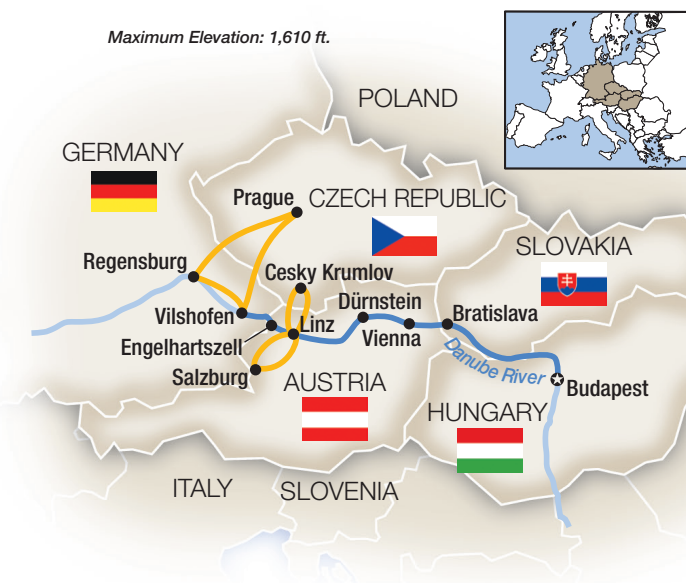 Maximum Elevation: 1,610 ft.
POLAND
GERMANY
Prague
CZECH REPUBLIC
SLOVAKIA
Regensburg
Cesky Krumlov
Dürnstein
Bratislava
Vilshofen
Linz
Vienna
Engelhartszell
Danube River
Salzburg
AUSTRIA
Budapest
HUNGARY
ITALY
SLOVENIA